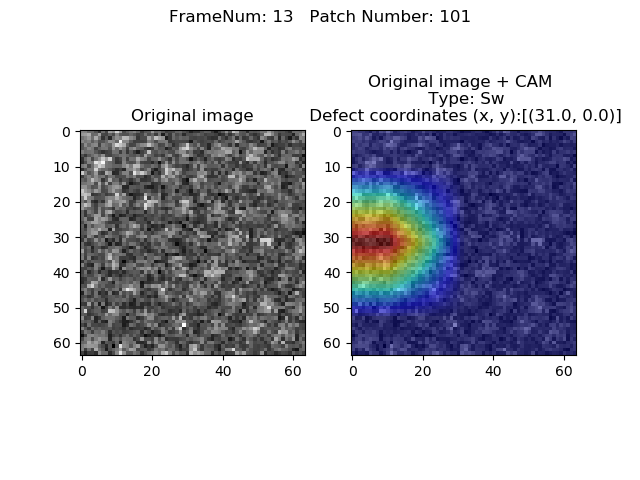 FrameNum: 13   Patch Number: 101
Original image
Original image + CAM
Type: Sw
Defect coordinates (x, y):[(31.0, 0.0)]
0
10
20
30
40
50
60
0 20 40 60
0
10
20
30
40
50
60
0 20 40 60